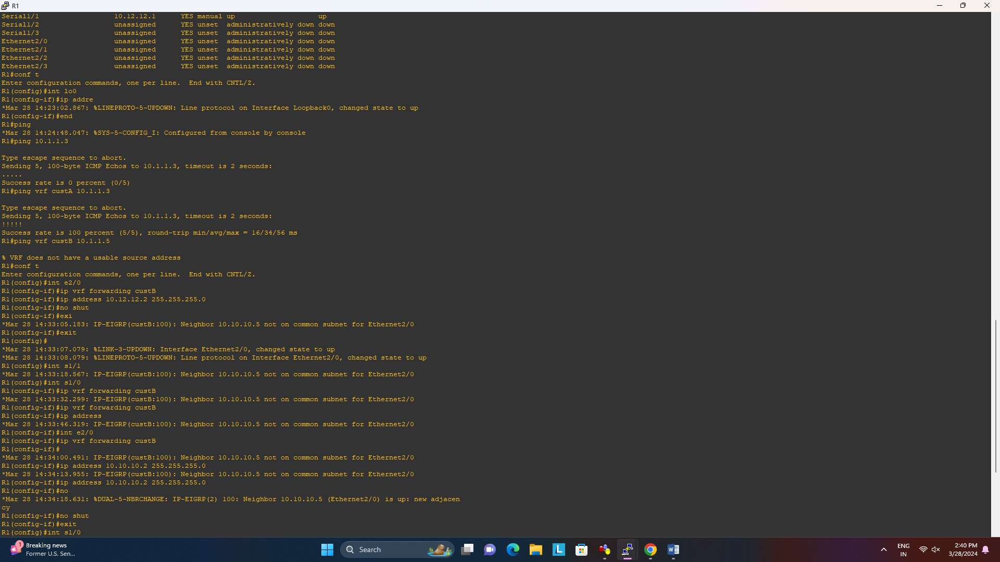 R1
Serial1/1                  10.12.12.1      YES manual up                    up
Serial1/2                  unassigned      YES unset  administratively down down
Serial1/3                  unassigned      YES unset  administratively down down
Ethernet2/0                unassigned      YES unset  administratively down down
Ethernet2/1                unassigned      YES unset  administratively down down
Ethernet2/2                unassigned      YES unset  administratively down down
Ethernet2/3                unassigned      YES unset  administratively down down
R1#conf t
Enter configuration commands, one per line.  End with CNTL/Z.
R1(config)#int lo0
R1(config-if)#ip addre
*Mar 28 14:23:02.867: %LINEPROTO-5-UPDOWN: Line protocol on Interface Loopback0, changed state to up
R1(config-if)#end
R1#ping
*Mar 28 14:24:48.047: %SYS-5-CONFIG_I: Configured from console by console
R1#ping 10.1.1.3
Type escape sequence to abort.
Sending 5, 100-byte ICMP Echos to 10.1.1.3, timeout is 2 seconds:
.....
Success rate is 0 percent (0/5)
R1#ping vrf custA 10.1.1.3
Type escape sequence to abort.
Sending 5, 100-byte ICMP Echos to 10.1.1.3, timeout is 2 seconds:
!!!!!
Success rate is 100 percent (5/5), round-trip min/avg/max = 16/34/56 ms
R1#ping vrf custB 10.1.1.5
% VRF does not have a usable source address
R1#conf t
Enter configuration commands, one per line.  End with CNTL/Z.
R1(config)#int e2/0
R1(config-if)#ip vrf forwarding custB
R1(config-if)#ip address 10.12.12.2 255.255.255.0
R1(config-if)#no shut
R1(config-if)#exi
*Mar 28 14:33:05.183: IP-EIGRP(custB:100): Neighbor 10.10.10.5 not on common subnet for Ethernet2/0
R1(config-if)#exit
R1(config)#
*Mar 28 14:33:07.079: %LINK-3-UPDOWN: Interface Ethernet2/0, changed state to up
*Mar 28 14:33:08.079: %LINEPROTO-5-UPDOWN: Line protocol on Interface Ethernet2/0, changed state to up
R1(config)#int s1/1
*Mar 28 14:33:18.567: IP-EIGRP(custB:100): Neighbor 10.10.10.5 not on common subnet for Ethernet2/0
R1(config)#int s1/0
R1(config-if)#ip vrf forwarding custB
*Mar 28 14:33:32.299: IP-EIGRP(custB:100): Neighbor 10.10.10.5 not on common subnet for Ethernet2/0
R1(config-if)#ip vrf forwarding custB
R1(config-if)#ip address
*Mar 28 14:33:46.319: IP-EIGRP(custB:100): Neighbor 10.10.10.5 not on common subnet for Ethernet2/0
R1(config-if)#int e2/0
R1(config-if)#ip vrf forwarding custB
R1(config-if)#
*Mar 28 14:34:00.491: IP-EIGRP(custB:100): Neighbor 10.10.10.5 not on common subnet for Ethernet2/0
R1(config-if)#ip address 10.10.10.2 255.255.255.0
*Mar 28 14:34:13.955: IP-EIGRP(custB:100): Neighbor 10.10.10.5 not on common subnet for Ethernet2/0
R1(config-if)#ip address 10.10.10.2 255.255.255.0
R1(config-if)#no
*Mar 28 14:34:18.631: %DUAL-5-NBRCHANGE: IP-EIGRP(2) 100: Neighbor 10.10.10.5 (Ethernet2/0) is up: new adjacen
cy
R1(config-if)#no shut
R1(config-if)#exit
R1(config)#int s1/0
1
Breaking news
Former U.S. Sen...
Search
L
W
ENG
IN
2:40 PM
3/28/2024